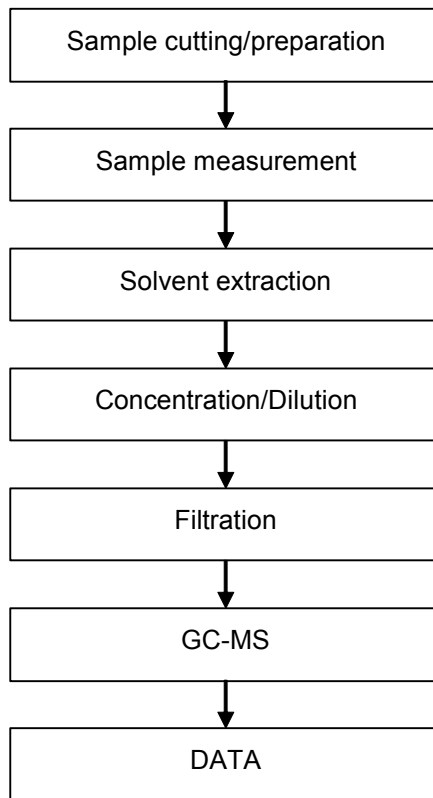 Sample cutting/preparation
Sample measurement
Solvent extraction
Concentration/Dilution
Filtration
GC-MS
DATA